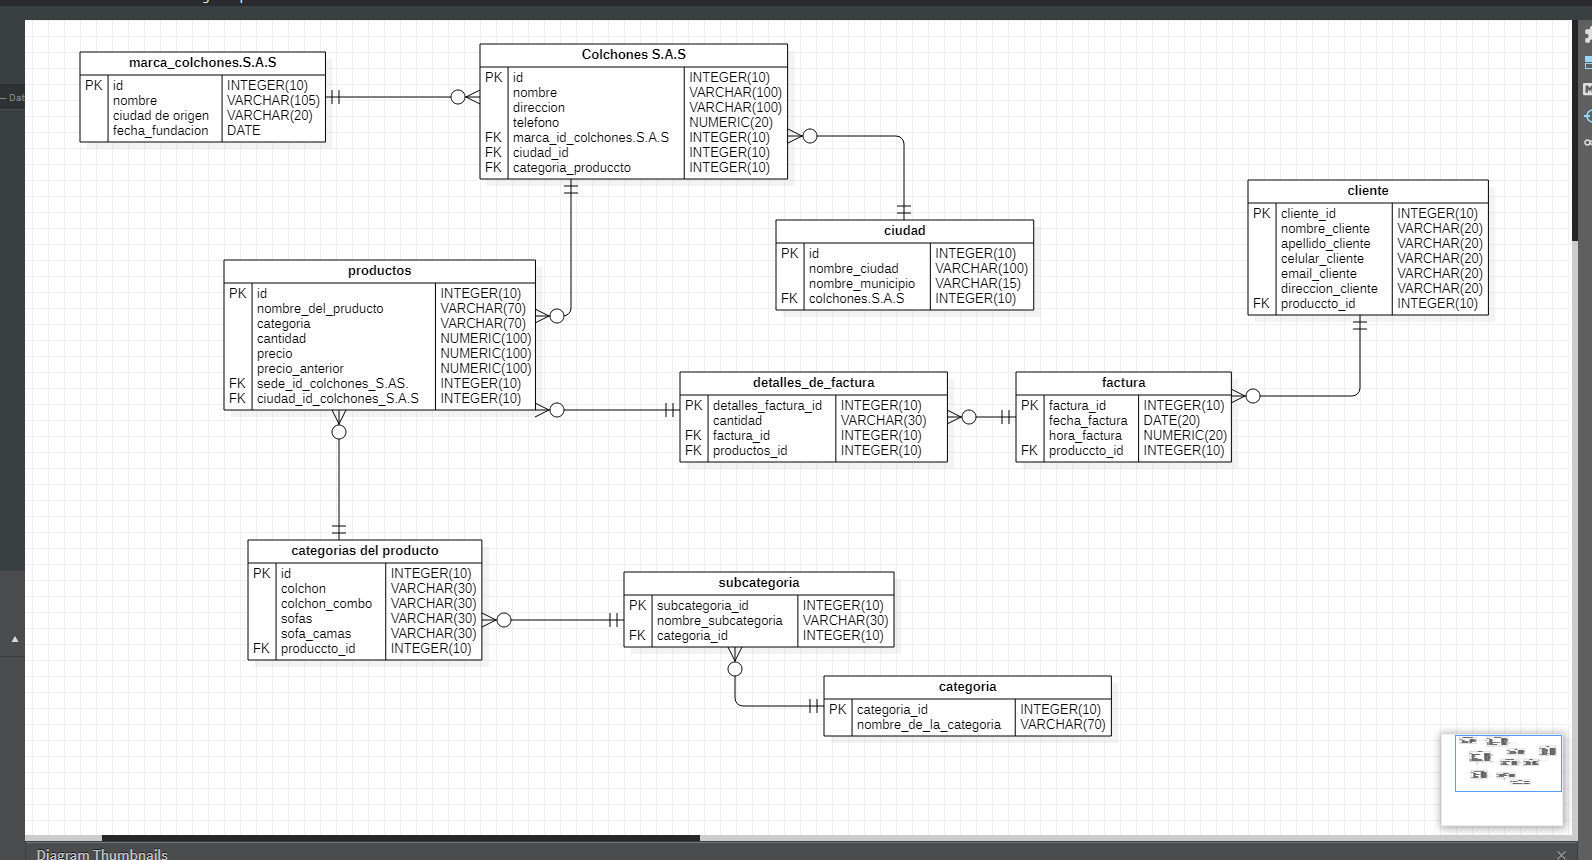 Dat
marca_colchones.S.A.S
PK id INTEGER(10)
nombre VARCHAR(105)
ciudad de origen VARCHAR(20)
fecha_fundacion DATE
Colchones S.A.S
PK id INTEGER(10)
nombre VARCHAR(100)
direccion VARCHAR(100)
telefono NUMERIC(20)
FK marca_id_colchones.S.A.S INTEGER(10)
FK ciudad_id INTEGER(10)
FK categoria_produccto INTEGER(10)
ciudad
PK id INTEGER(10)
nombre_ciudad VARCHAR(100)
nombre_municipio VARCHAR(15)
FK colchones.S.A.S INTEGER(10)
cliente
PK cliente_id INTEGER(10)
nombre_cliente VARCHAR(20)
apellido_cliente VARCHAR(20)
celular_cliente VARCHAR(20)
email_cliente VARCHAR(20)
direccion_cliente VARCHAR(20)
FK produccto_id INTEGER(10)
productos
PK id INTEGER(10)
nombre_del_pruducto VARCHAR(70)
categoria VARCHAR(70)
cantidad NUMERIC(100)
precio NUMERIC(100)
precio_anterior NUMERIC(100)
FK sede_id_colchones_S.AS. INTEGER(10)
FK ciudad_id_colchones_S.A.S INTEGER(10)
detalles_de_factura
PK detalles_factura_id INTEGER(10)
cantidad VARCHAR(30)
FK factura_id INTEGER(10)
FK productos_id INTEGER(10)
factura
PK factura_id INTEGER(10)
fecha_factura DATE(20)
hora_factura NUMERIC(20)
FK produccto_id INTEGER(10)
categorias del producto
PK id INTEGER(10)
colchon VARCHAR(30)
colchon_combo VARCHAR(30)
sofas VARCHAR(30)
sofa_camas VARCHAR(30)
FK produccto_id INTEGER(10)
subcategoria
PK subcategoria_id INTEGER(10)
nombre_subcategoria VARCHAR(30)
FK categoria_id INTEGER(10)
categoria
PK categoria_id INTEGER(10)
nombre_de_la_categoria VARCHAR(70)
Diagram Thumbnails